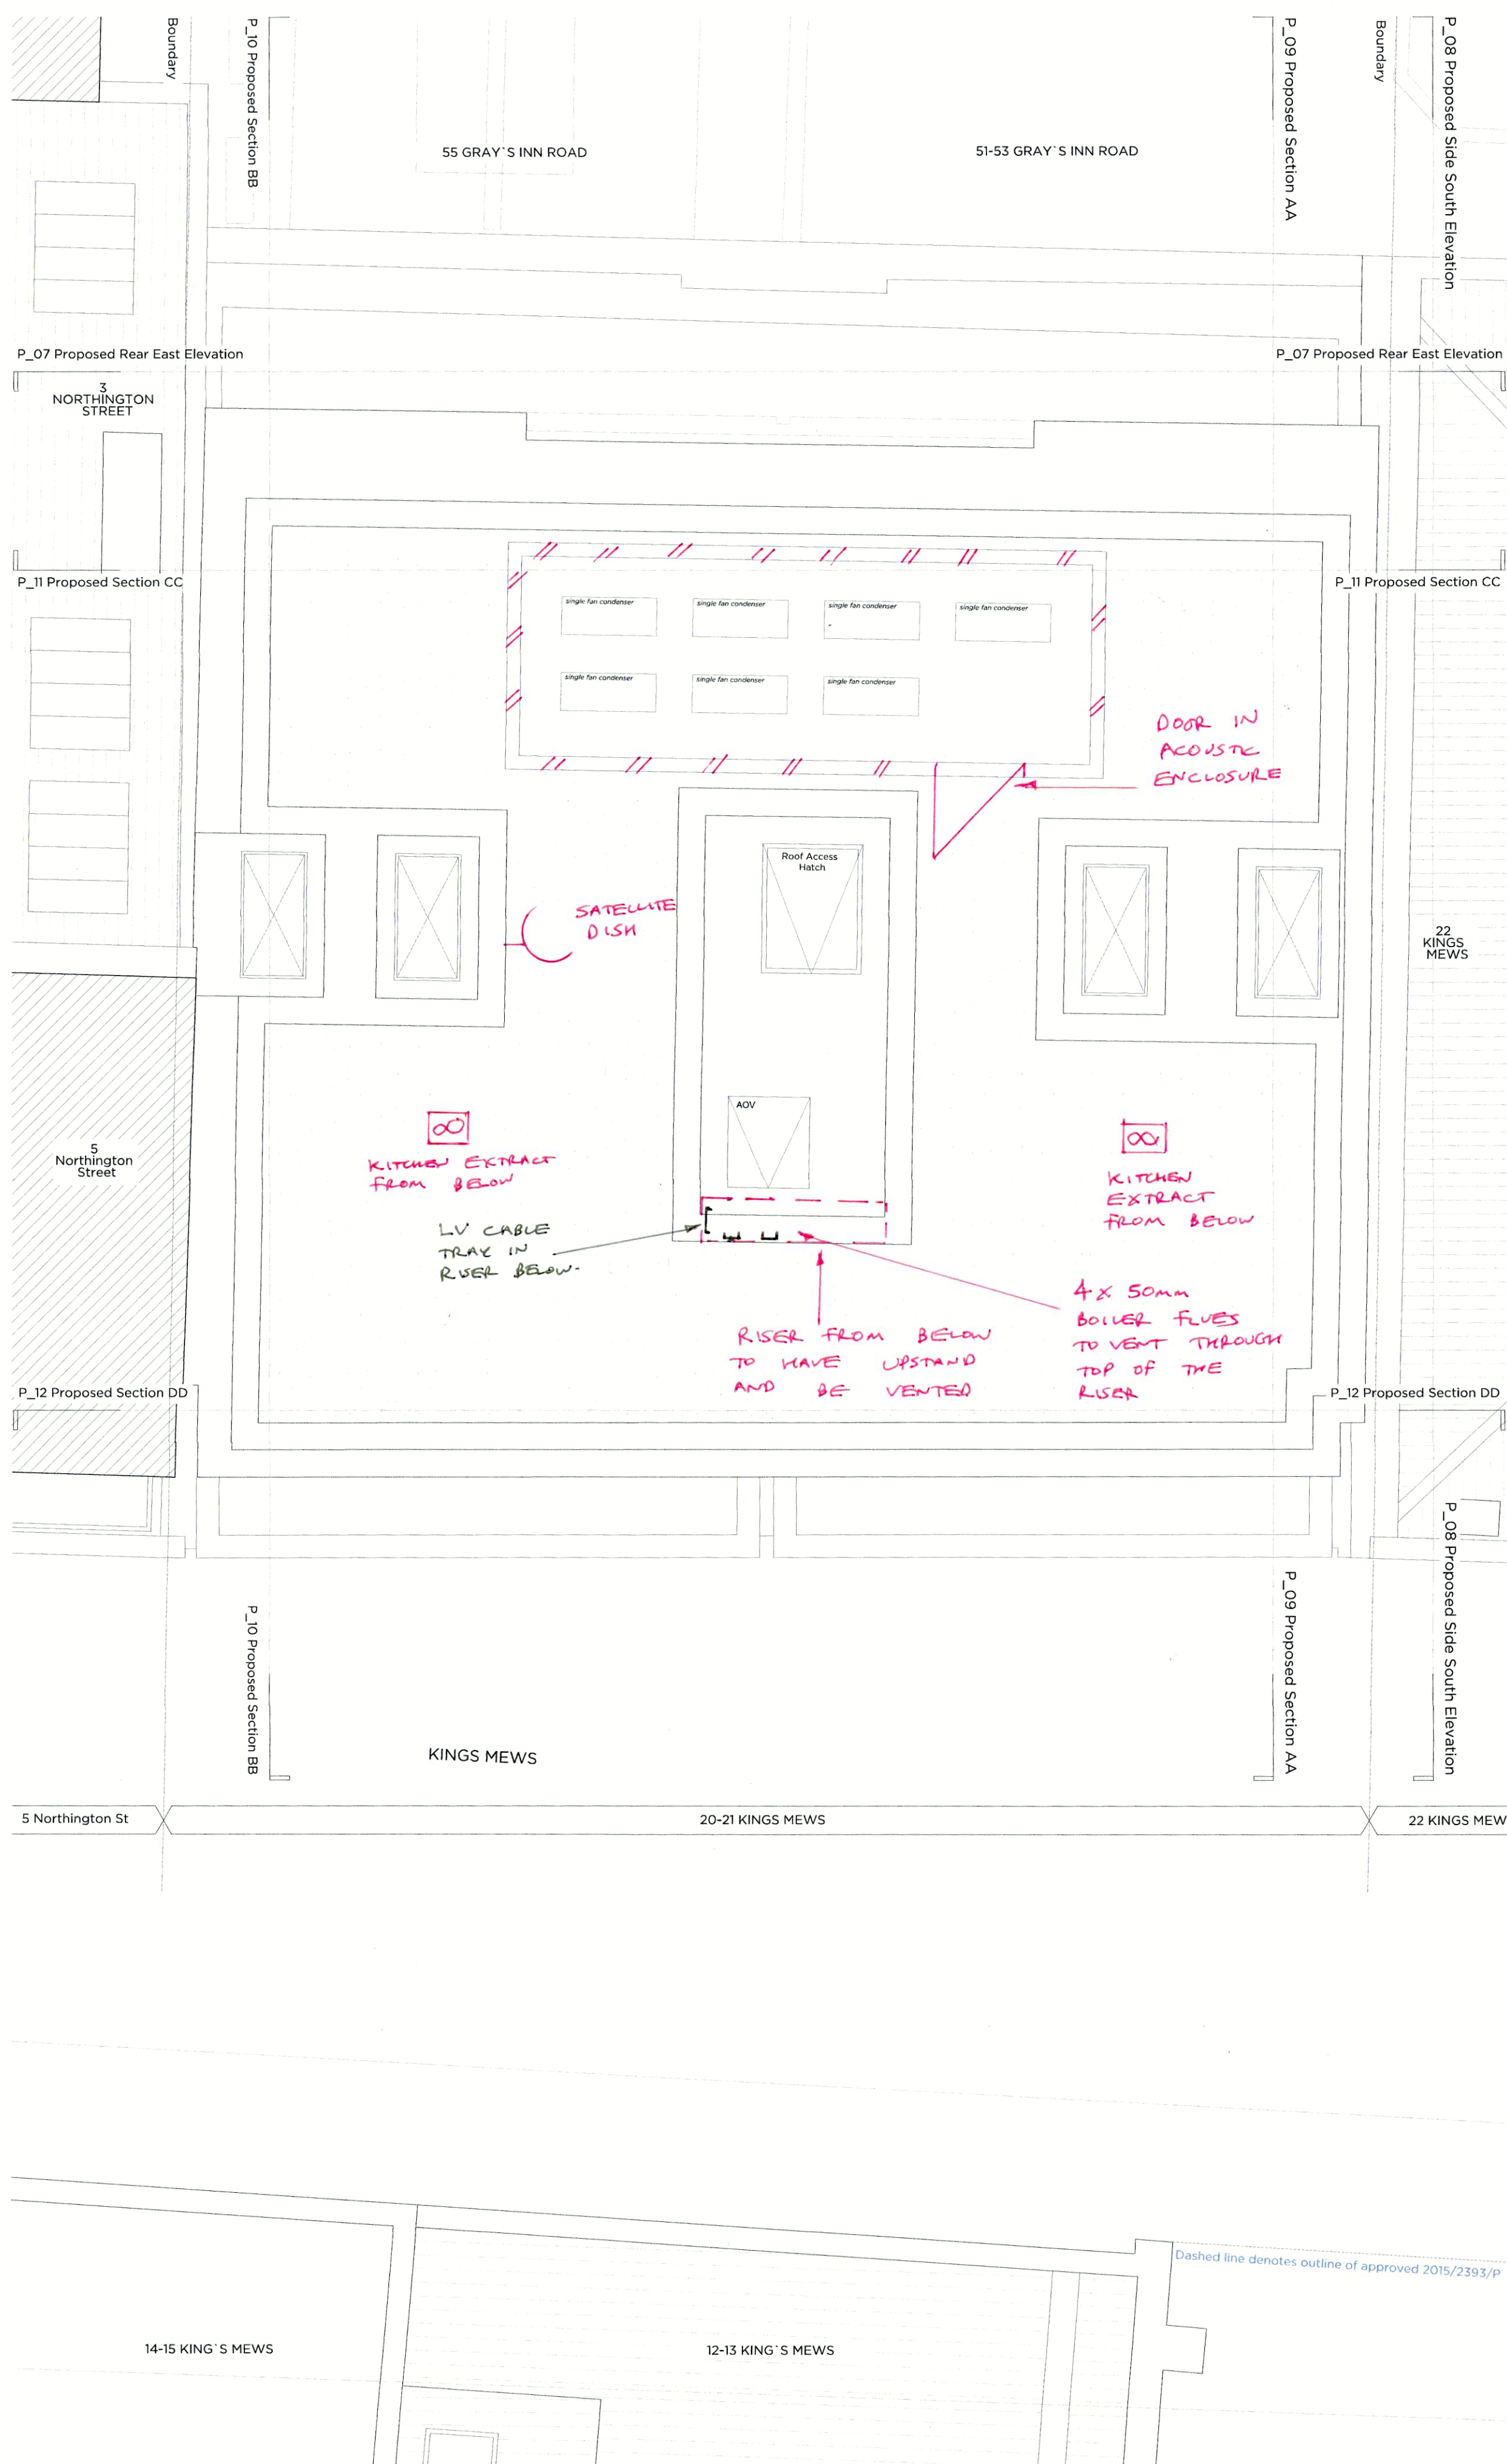 Boundary
P_10 Proposed Section BB
P_09 Proposed Section AA
Boundary
P_08 Proposed Side South Elevation
55 GRAY`S INN ROAD
51-53 GRAY`S INN ROAD
P_07 Proposed Rear East Elevation
P_07 Proposed Rear East Elevation
3
NORTHINGTON
STREET
P_11 Proposed Section CC
P_11 Proposed Section CC
single fan condenser
single fan condenser
single fan condenser
single fan condenser
single fan condenser
single fan condenser
single fan condenser
DOOR IN
ACOUSTIC
ENCLOSURE
Roof Access
Hatch
SATELLITE
DISH
22
KINGS
MEWS
AOV
5
Northington
Street
KITCHEN EXTRACT
FROM BELOW
KITCHEN
EXTRACT
FROM BELOW
LV CABLE
TRAY IN
RISER BELOW.
RISER FROM BELOW
TO HAVE UPSTAND
AND BE VENTED
4 x 50mm
BOILER FLUES
TO VENT THROUGH
TOP OF THE
RISER
P_12 Proposed Section DD
P_12 Proposed Section DD
P_10 Proposed Section BB
P_09 Proposed Section AA
P_08 Proposed Side South Elevation
KINGS MEWS
5 Northington St
20-21 KINGS MEWS
22 KINGS MEW
Dashed line denotes outline of approved 2015/2393/P
14-15 KING`S MEWS
12-13 KING`S MEWS